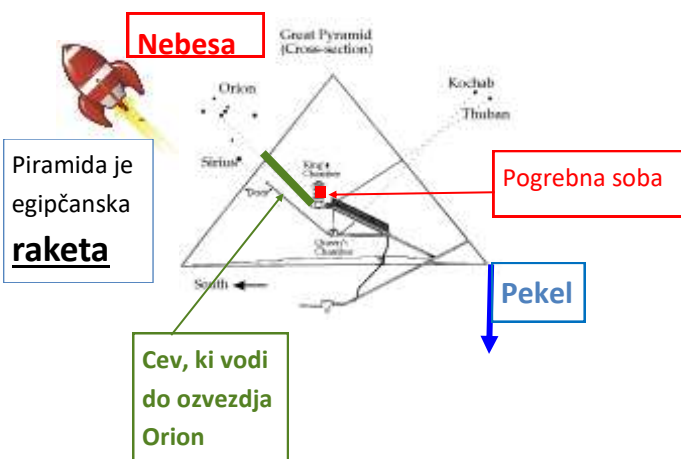 Nebesa
Great Pyramid
(Cross-section)
Orion
Kochab
Thuban
Sirius
Piramida je
egipčanska
raketa
"Door"
King's
Chamber
Pogrebna soba
Queen's
Chamber
South
Pekel
Cev, ki vodi
do ozvezdja
Orion